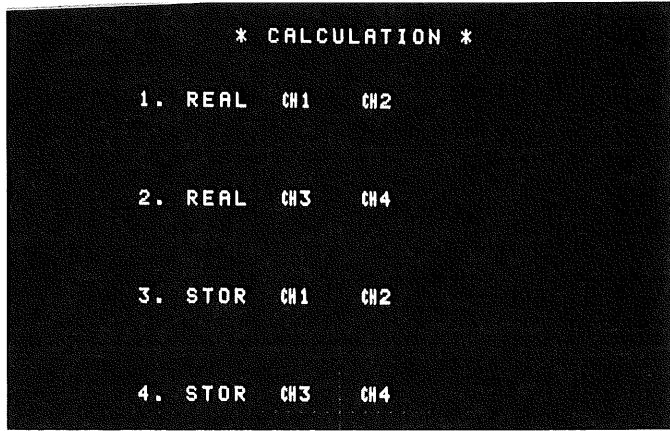 * CALCULATION *
1. REAL CH1 CH2
2. REAL CH3 CH4
3. STOR CH1 CH2
4. STOR CH3 CH4